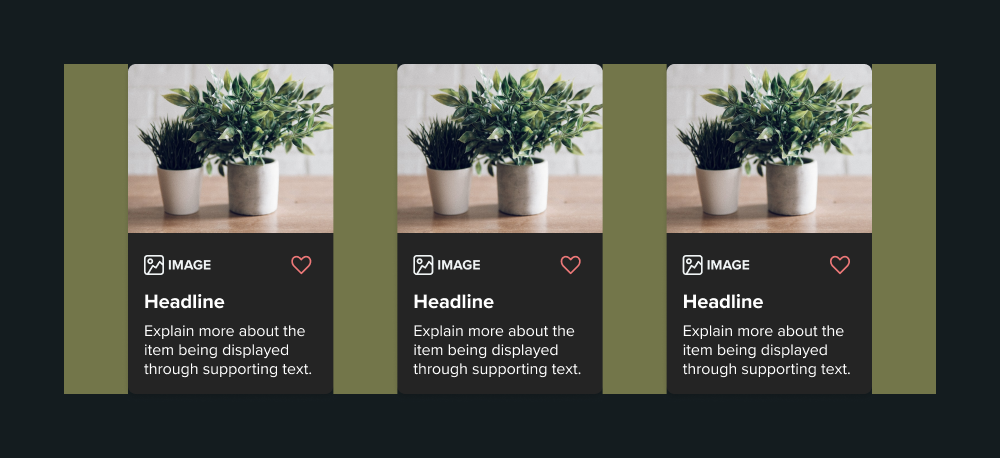 IMAGE
Headline
Explain more about the
item being displayed
through supporting text.
IMAGE
Headline
Explain more about the
item being displayed
through supporting text.
IMAGE
Headline
Explain more about the
item being displayed
through supporting text.